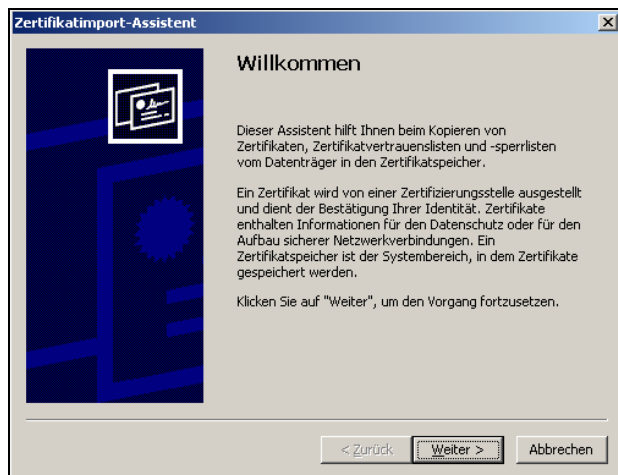 Zertifikatimport-Assistent
Willkommen
Dieser Assistent hilft Ihnen beim Kopieren von
Zertifikaten, Zertifikatvertrauenslisten und -sperrlisten
vom Datenträger in den Zertifikatspeicher.
Ein Zertifikat wird von einer Zertifizierungsstelle ausgestellt
und dient der Bestätigung Ihrer Identität. Zertifikate
enthalten Informationen für den Datenschutz oder für den
Aufbau sicherer Netzwerkverbindungen. Ein
Zertifikatspeicher ist der Systembereich, in dem Zertifikate
gespeichert werden.
Klicken Sie auf "Weiter", um den Vorgang fortzusetzen.
< Zurück Weiter > Abbrechen